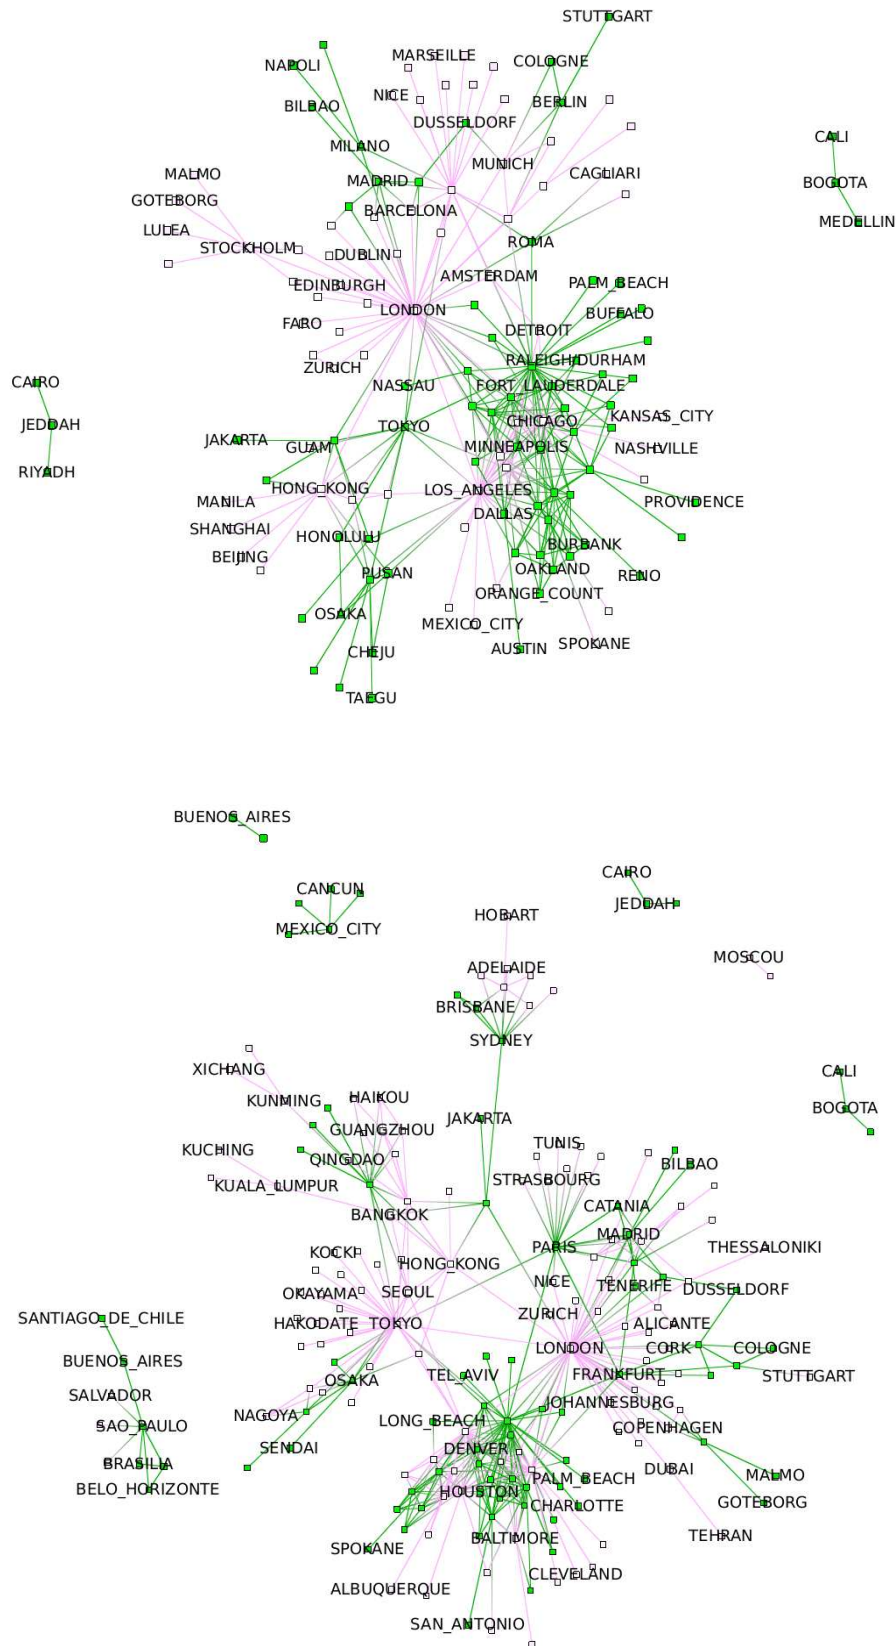 STUTTGART
MARSEILLE
COLOGNE
NAPOLI
NICE
BERLIN
BILBAO
DUSSELDORF
CALI
MILANO
MUNICH
MALMO
CAGLIARI
MADRID
BOGOTA
GOTEBORG
BARCELONA
MEDELLIN
LULEA
STOCKHOLM
ROMA
DUBLIN
AMSTERDAM
EDINBURGH
PALM_BEACH
LONDON
BUFFALO
FARO
DETROIT
ZURICH
RALEIGH/DURHAM
CAIRO
NASSAU
FORT_LAUDERDALE
JEDDAH
TOKYO
CHICAGO
KANSAS_CITY
JAKARTA
GUAM
MINNEAPOLIS
NASHVILLE
RIYADH
HONG_KONG
LOS_ANGELES
MANILA
PROVIDENCE
DALLAS
SHANGHAI
HONOLULU
BURBANK
BEIJING
OAKLAND
PUSAN
RENO
ORANGE_COUNT
OSAKA
MEXICO_CITY
SPOKANE
AUSTIN
CHEJU
TAEGU
BUENOS_AIRES
CAIRO
CANCUN
JEDDAH
HOBART
MEXICO_CITY
MOSCOU
ADELAIDE
BRISBANE
SYDNEY
XICHANG
CALI
HAIKOU
KUNMING
BOGOTA
JAKARTA
GUANGZHOU
TUNIS
KUCHING
QINGDAO
BILBAO
STRASBOURG
KUALA_LUMPUR
CATANIA
BANGKOK
MADRID
PARIS
THESSALONIKI
KOCKI
HONG_KONG
NICE
TENERIFE
OKAYAMA
SEOUL
DUSSELDORF
ZURICH
SANTIAGO_DE_CHILE
HAKODATE
TOKYO
ALICANTE
LONDON
CORK
COLOGNE
BUENOS_AIRES
TEL_AVIV
FRANKFURT
STUTTGART
OSAKA
SALVADOR
JOHANNESBURG
NAGOYA
LONG_BEACH
SAO_PAULO
COPENHAGEN
SENDAI
DENVER
BRASILIA
DUBAI
PALM_BEACH
MALMO
BELO_HORIZONTE
HOUSTON
GOTEBORG
CHARLOTTE
TEHRAN
BALTIMORE
SPOKANE
CLEVELAND
ALBUQUERQUE
SAN_ANTONIO